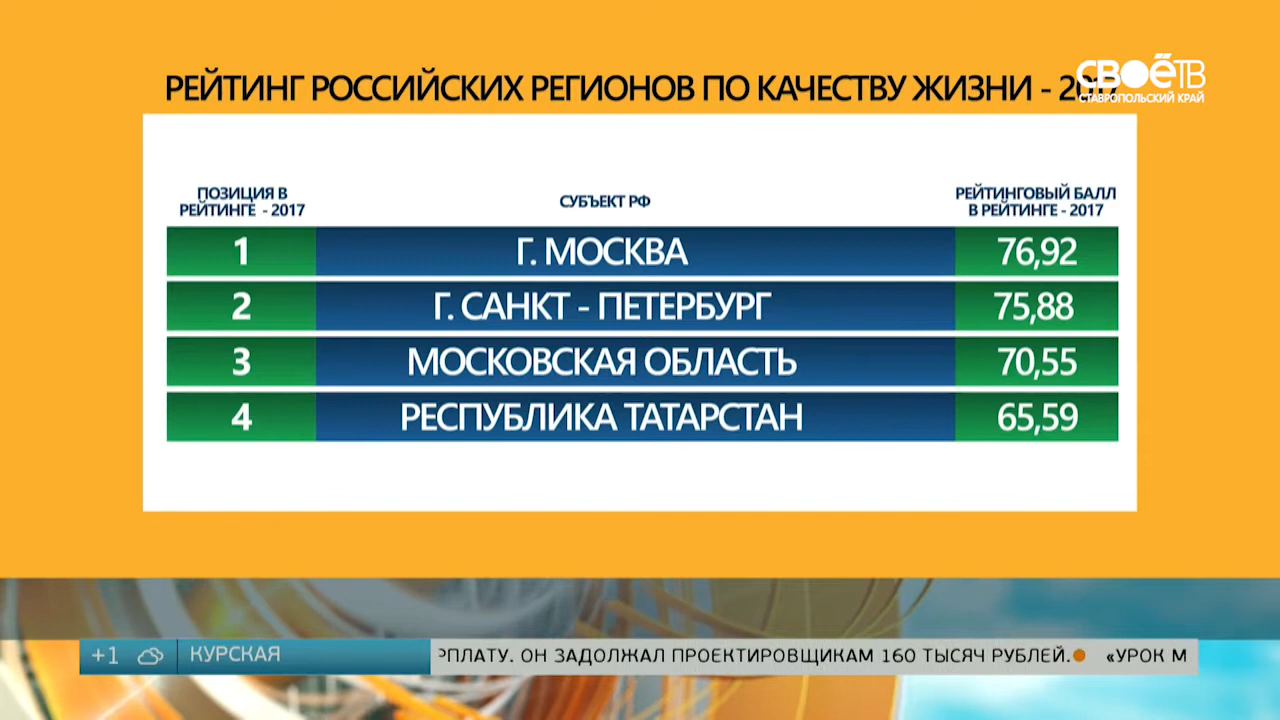 РЕЙТИНГ РОССИЙСКИХ РЕГИОНОВ ПО КАЧЕСТВУ ЖИЗНИ -
СВОЁТВ
СТАВРОПОЛЬСКИЙ КРАЙ
ПОЗИЦИЯ В
РЕЙТИНГЕ - 2017
СУБЪЕКТ РФ
РЕЙТИНГОВЫЙ БАЛЛ
В РЕЙТИНГЕ - 2017
1 Г. МОСКВА 76,92
2 Г. САНКТ - ПЕТЕРБУРГ 75,88
3 МОСКОВСКАЯ ОБЛАСТЬ 70,55
4 РЕСПУБЛИКА ТАТАРСТАН 65,59
+1 КУРСКАЯ
РПЛАТУ. ОН ЗАДОЛЖАЛ ПРОЕКТИРОВЩИКАМ 160 ТЫСЯЧ РУБЛЕЙ. «УРОК М